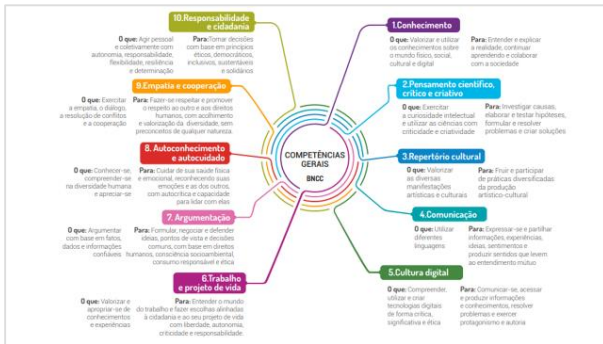 COMPETÊNCIAS
GERAIS
BNCC
1.Conhecimento
O que: Valorizar e utilizar
os conhecimentos sobre
o mundo físico, social,
cultural e digital
Para: Entender e explicar
a realidade, continuar
aprendendo e colaborar
com a sociedade
2.Pensamento científico,
crítico e criativo
O que: Exercitar
a curiosidade intelectual
e utilizar as ciências com
criticidade e criatividade
Para: Investigar causas,
elaborar e testar hipóteses,
formular e resolver
problemas e criar soluções
3.Repertório cultural
O que: Valorizar
as diversas
manifestações
artísticas e culturais
Para: Fruir e participar
de práticas diversificadas
da produção
artístico-cultural
4.Comunicação
O que: Utilizar
diferentes
linguagens
Para: Expressar-se e partilhar
informações, experiências,
ideias, sentimentos e
produzir sentidos que levem
ao entendimento mútuo
5.Cultura digital
O que: Compreender,
utilizar e criar
tecnologias digitais
de forma crítica,
significativa e ética
Para: Comunicar-se, acessar
e produzir informações
e conhecimentos, resolver
problemas e exercer
protagonismo e autoria
6.Trabalho
e projeto de vida
O que: Valorizar e
apropriar-se de
conhecimentos
e experiências
Para: Entender o mundo
do trabalho e fazer escolhas alinhadas
à cidadania e ao seu projeto de vida
com liberdade, autonomia,
criticidade e responsabilidade.
7. Argumentação
O que: Argumentar
com base em fatos,
dados e informações
confiáveis
Para: Formular, negociar e defender
ideias, pontos de vista e decisões
comuns, com base em direitos
humanos, consciência socioambiental,
consumo responsável e ética
8. Autoconhecimento
e autocuidado
O que: Conhecer-se,
compreender-se
na diversidade humana
e apreciar-se
Para: Cuidar de sua saúde física
e emocional, reconhecendo suas
emoções e as dos outros,
com autocrítica e capacidade
para lidar com elas
9.Empatia e cooperação
O que: Exercitar
a empatia, o diálogo,
a resolução de conflitos
e a cooperação
Para: Fazer-se respeitar e promover
o respeito ao outro e aos direitos
humanos, com acolhimento
e valorização da diversidade, sem
preconceitos de qualquer natureza.
10.Responsabilidade
e cidadania
O que: Agir pessoal
e coletivamente com
autonomia, responsabilidade,
flexibilidade, resiliência
e determinação
Para: Tomar decisões
com base em princípios
éticos, democráticos,
inclusivos, sustentáveis
e solidários